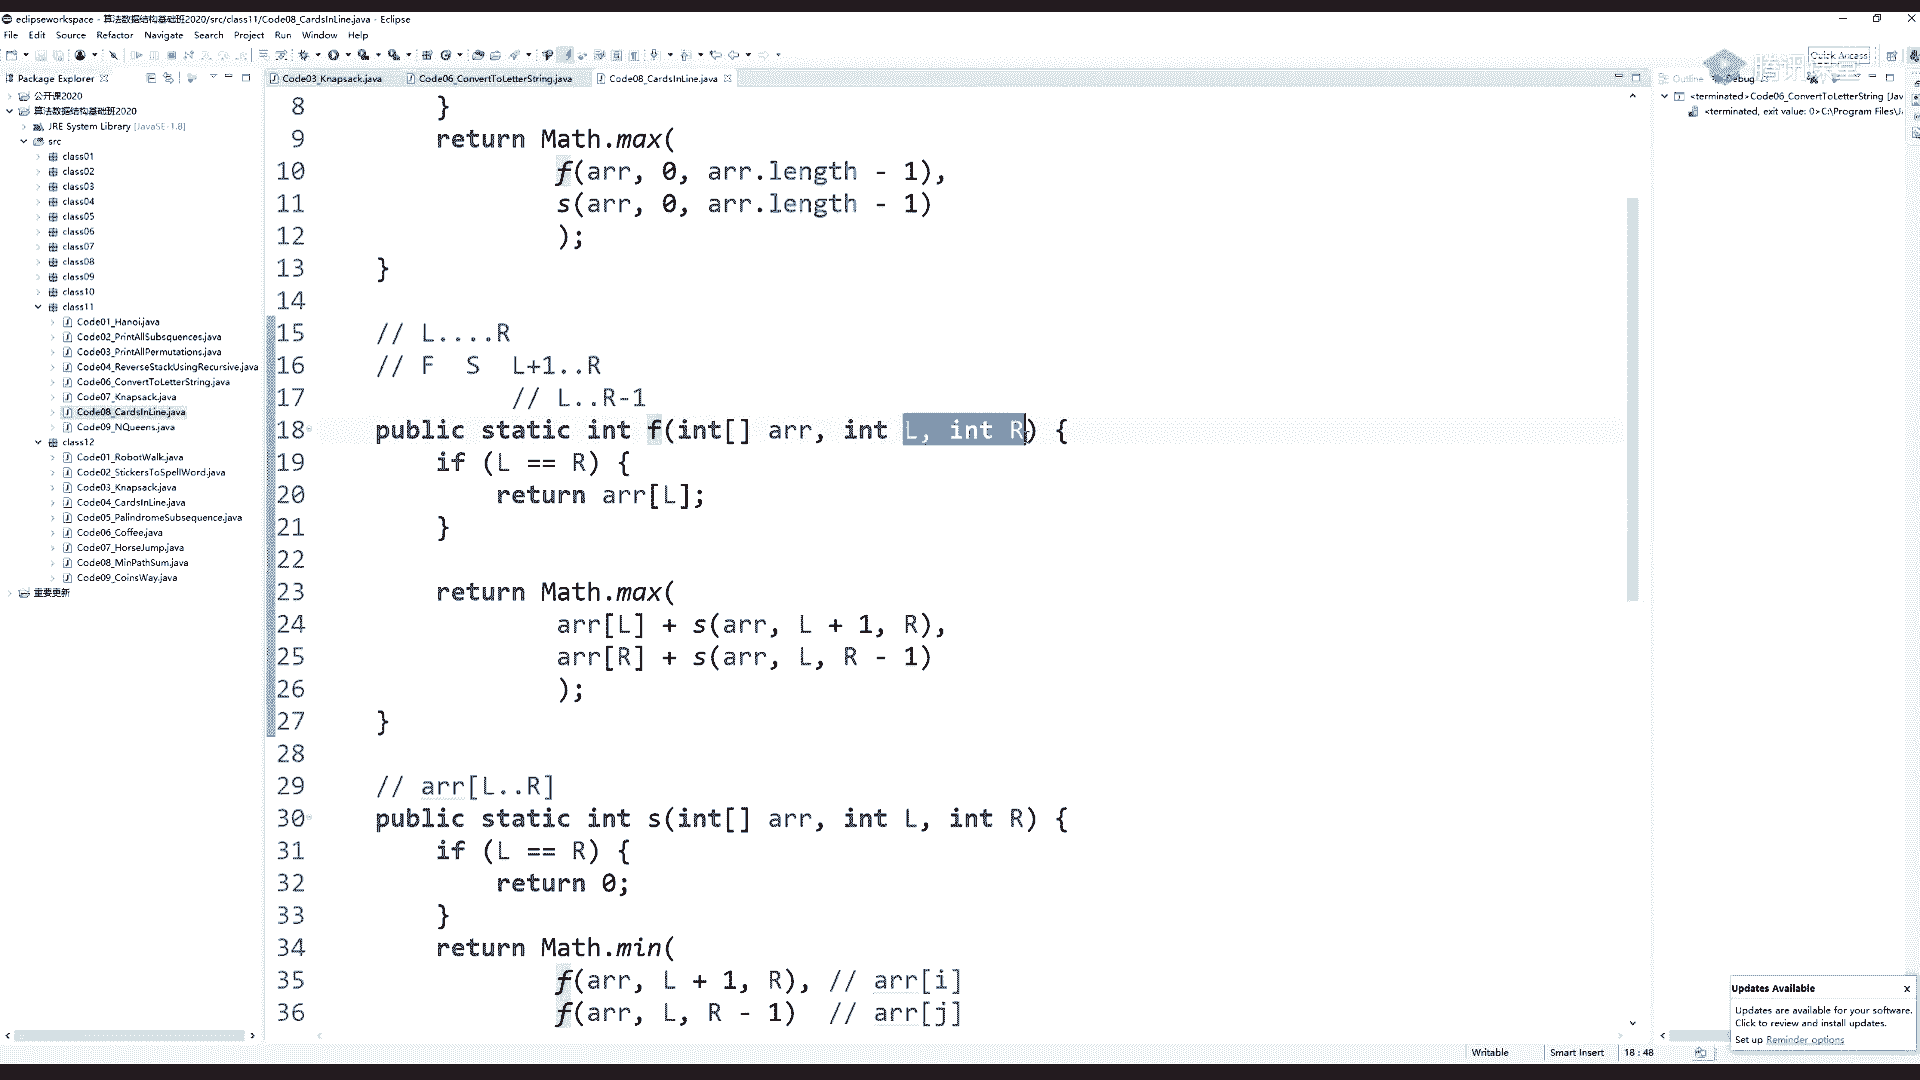 eclipseworkspace - 算法数据结构基础班2020/src/class11/Code08_CardsInLine.java - Eclipse
File Edit Source Refactor Navigate Search Project Run Window Help
Quick Access
腾讯课堂
Package Explorer
Code03_Knapsack.java
Code06_ConvertToLetterString.java
Code08_CardsInLine.java
Outline
Debug
公开课2020
算法数据结构基础班2020
JRE System Library [JavaSE-1.8]
src
class01
class02
class03
class04
class05
class06
class07
class08
class09
class10
class11
Code01_Hanoi.java
Code02_PrintAllSubsquences.java
Code03_PrintAllPermutations.java
Code04_ReverseStackUsingRecursive.java
Code06_ConvertToLetterString.java
Code07_Knapsack.java
Code08_CardsInLine.java
Code09_NQueens.java
class12
Code01_RobotWalk.java
Code02_StickersToSpellWord.java
Code03_Knapsack.java
Code04_CardsInLine.java
Code05_PalindromeSubsequence.java
Code06_Coffee.java
Code07_HorseJump.java
Code08_MinPathSum.java
Code09_CoinsWay.java
重要更新
8 }
9 return Math.max(
10 f(arr, 0, arr.length - 1),
11 s(arr, 0, arr.length - 1)
12 );
13 }
14
15 // L....R
16 // F S L+1..R
17 // L..R-1
18 public static int f(int[] arr, int L, int R) {
19 if (L == R) {
20 return arr[L];
21 }
22
23 return Math.max(
24 arr[L] + s(arr, L + 1, R),
25 arr[R] + s(arr, L, R - 1)
26 );
27 }
28
29 // arr[L..R]
30 public static int s(int[] arr, int L, int R) {
31 if (L == R) {
32 return 0;
33 }
34 return Math.min(
35 f(arr, L + 1, R), // arr[i]
36 f(arr, L, R - 1) // arr[j]
<terminated>Code06_ConvertToLetterString [Jav
<terminated, exit value: 0>C:\Program Files\J
Updates Available
Updates are available for your software.
Click to review and install updates.
Set up Reminder options
Writable
Smart Insert
18 : 48